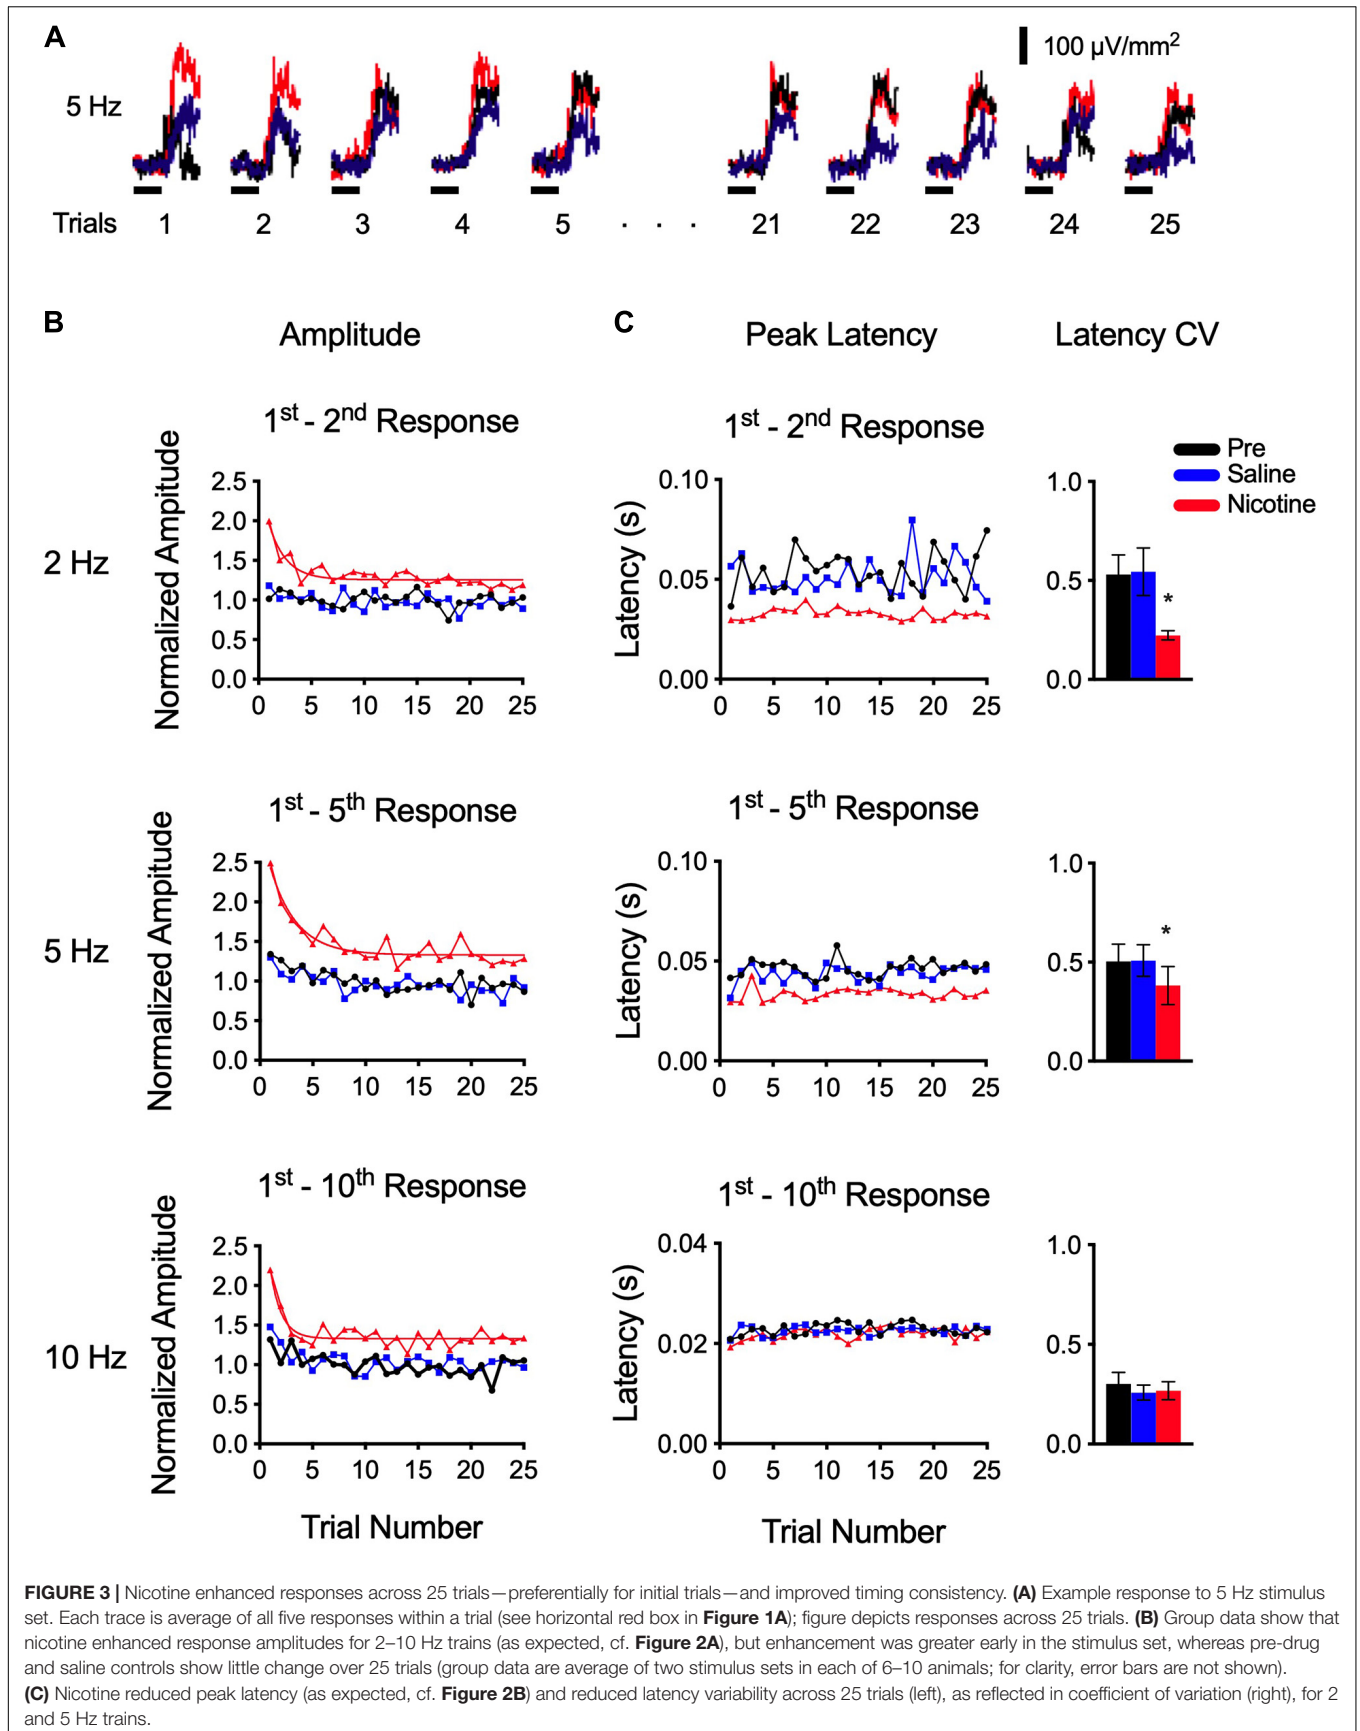 A
100 µV/mm²
5 Hz
Trials 1 2 3 4 5 . . . 21 22 23 24 25
B Amplitude
C Peak Latency Latency CV
1st - 2nd Response
1st - 2nd Response
Pre
Saline
Nicotine
2 Hz
Normalized Ampitude
2.5
2.0
1.5
1.0
0.5
0.0
0 5 10 15 20 25
Latency (s)
0.10
0.05
0.00
0 5 10 15 20 25
1.0
0.5
0.0
*
1st - 5th Response
1st - 5th Response
5 Hz
Normalized Ampitude
2.5
2.0
1.5
1.0
0.5
0.0
0 5 10 15 20 25
Latency (s)
0.10
0.05
0.00
0 5 10 15 20 25
1.0
0.5
0.0
*
1st - 10th Response
1st - 10th Response
10 Hz
Normalized Ampitude
2.5
2.0
1.5
1.0
0.5
0.0
0 5 10 15 20 25
Trial Number
Latency (s)
0.04
0.02
0.00
0 5 10 15 20 25
Trial Number
1.0
0.5
0.0
FIGURE 3 | Nicotine enhanced responses across 25 trials—preferentially for initial trials—and improved timing consistency. (A) Example response to 5 Hz stimulus
set. Each trace is average of all five responses within a trial (see horizontal red box in Figure 1A); figure depicts responses across 25 trials. (B) Group data show that
nicotine enhanced response amplitudes for 2–10 Hz trains (as expected, cf. Figure 2A), but enhancement was greater early in the stimulus set, whereas pre-drug
and saline controls show little change over 25 trials (group data are average of two stimulus sets in each of 6–10 animals; for clarity, error bars are not shown).
(C) Nicotine reduced peak latency (as expected, cf. Figure 2B) and reduced latency variability across 25 trials (left), as reflected in coefficient of variation (right), for 2
and 5 Hz trains.